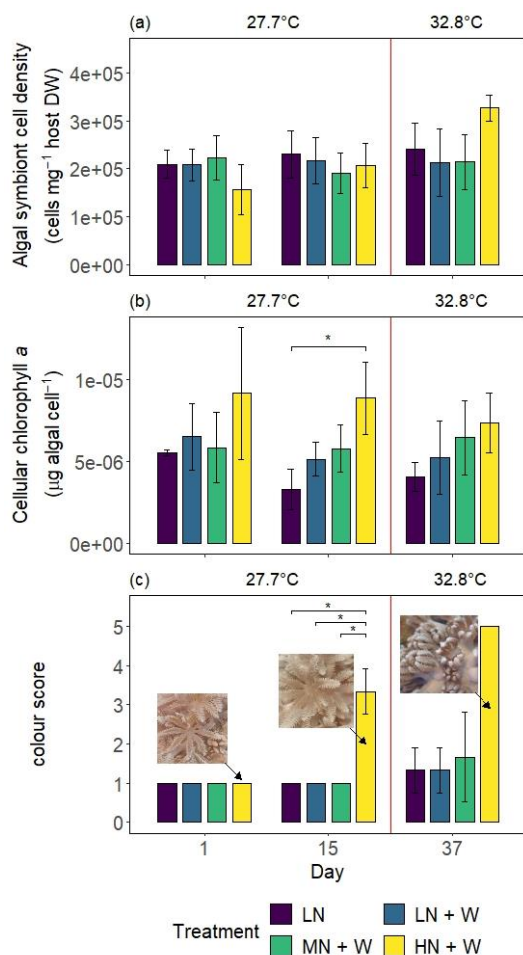 (a) 27.7°C 32.8°C
Algal symbiont cell density
(cells mg⁻¹ host DW)
4e+05
3e+05
2e+05
1e+05
0e+00
(b) 27.7°C 32.8°C
Cellular chlorophyll a
(µg algal cell⁻¹)
*
1e-05
5e-06
0e+00
(c) 27.7°C 32.8°C
colour score
*
*
*
5
4
3
2
1
0
1 15 37
Day
Treatment
LN LN + W
MN + W HN + W